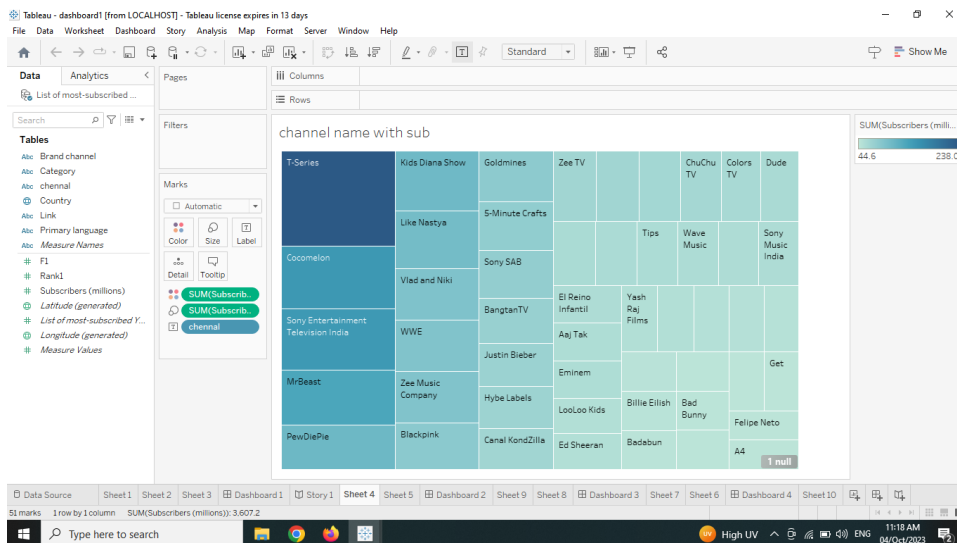 Tableau - dashboard1 [from LOCALHOST] - Tableau license expires in 13 days
File Data Worksheet Dashboard Story Analysis Map Format Server Window Help
Standard
Show Me
Data Analytics
List of most-subscribed ...
Search
Tables
Abc Brand channel
Abc Category
Abc chennal
Country
Abc Link
Abc Primary language
Abc Measure Names
# F1
# Rank1
# Subscribers (millions)
Latitude (generated)
# List of most-subscribed Y...
Longitude (generated)
# Measure Values
Pages
Filters
Marks
Automatic
Color Size Label
Detail Tooltip
SUM(Subscrib..
SUM(Subscrib..
chennal
Columns
Rows
channel name with sub
T-Series
Cocomelon
Sony Entertainment
Television India
MrBeast
PewDiePie
Kids Diana Show
Like Nastya
Vlad and Niki
WWE
Zee Music
Company
Blackpink
Goldmines
5-Minute Crafts
Sony SAB
BangtanTV
Justin Bieber
Hybe Labels
Canal KondZilla
Zee TV
ChuChu
TV
Colors
TV
Dude
Tips
Wave
Music
Sony
Music
India
El Reino
Infantil
Aaj Tak
Eminem
LooLoo Kids
Ed Sheeran
Yash
Raj
Films
Get
Billie Eilish
Bad
Bunny
Badabun
Felipe Neto
A4
1 null
SUM(Subscribers (milli...
44.6 238.0
Data Source Sheet 1 Sheet 2 Sheet 3 Dashboard 1 Story 1 Sheet 4 Sheet 5 Dashboard 2 Sheet 9 Sheet 8 Dashboard 3 Sheet 7 Sheet 6 Dashboard 4 Sheet 10
51 marks 1 row by 1 column SUM(Subscribers (millions)): 3,607.2
Type here to search
UV High UV ENG
11:18 AM
04/Oct/2023
2